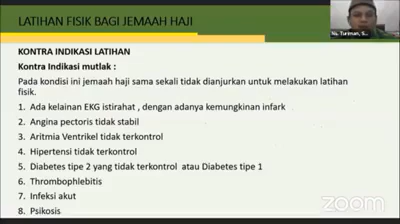 LATIHAN FISIK BAGI JEMAAH HAJI
KONTRA INDIKASI LATIHAN
Kontra Indikasi mutlak :
Pada kondisi ini jemaah haji sama sekali tidak dianjurkan untuk melakukan latihan
fisik.
1. Ada kelainan EKG istirahat , dengan adanya kemungkinan infark
2. Angina pectoris tidak stabil
3. Aritmia Ventrikel tidak terkontrol
4. Hipertensi tidak terkontrol
5. Diabetes tipe 2 yang tidak terkontrol atau Diabetes tipe 1
6. Thrombophlebitis
7. Infeksi akut
8. Psikosis
Turiman, S...
zoom